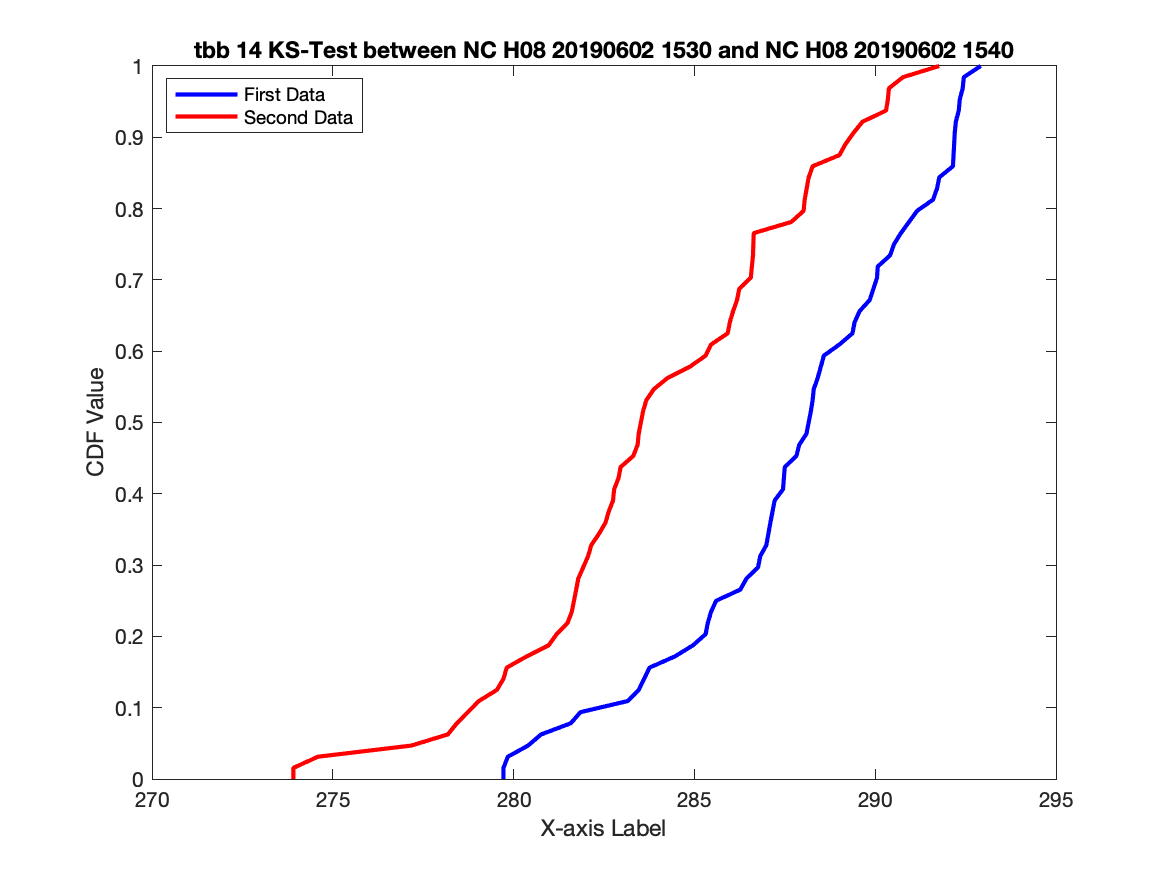 tbb 14 KS-Test between NC H08 20190602 1530 and NC H08 20190602 1540
First Data
Second Data
1
0.9
0.8
0.7
0.6
0.5
0.4
0.3
0.2
0.1
0
CDF Value
270 275 280 285 290 295
X-axis Label